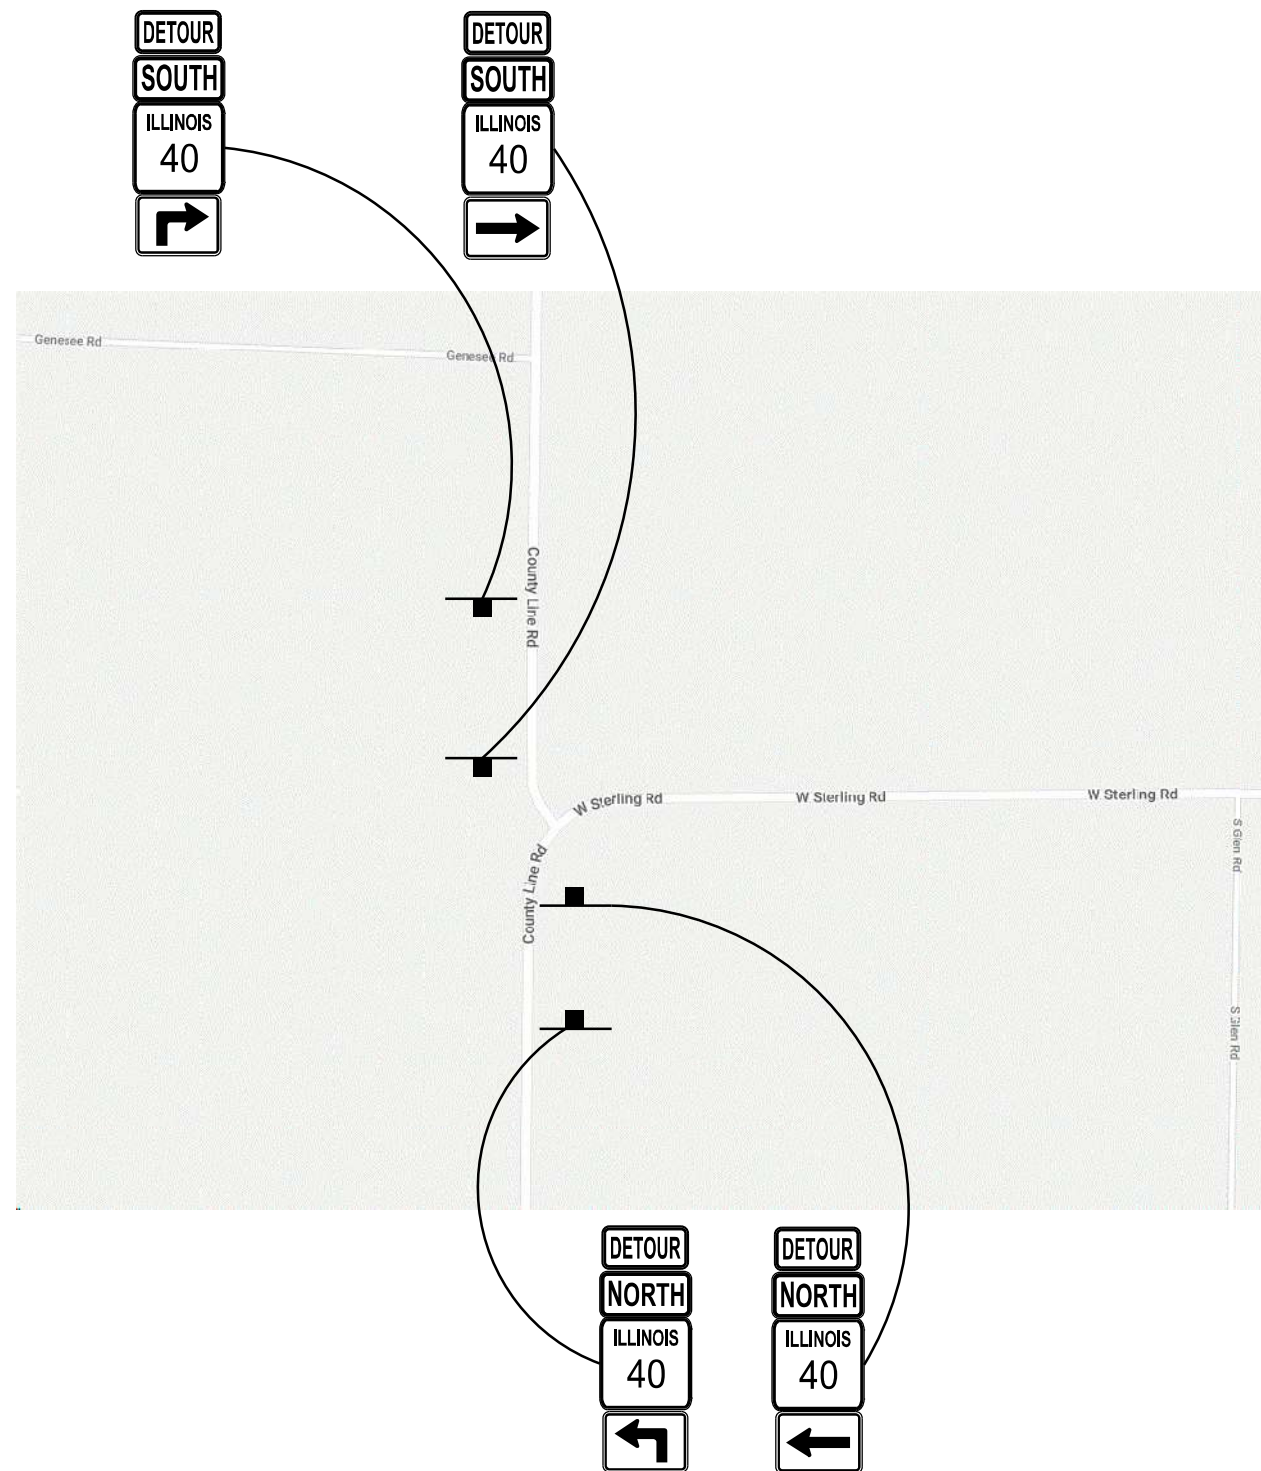 DETOUR
SOUTH
ILLINOIS
40
DETOUR
SOUTH
ILLINOIS
40
Genesee Rd
Genesee Rd
County Line Rd
W Sterling Rd
W Sterling Rd
W Sterling Rd
S Glen Rd
County Line Rd
S Glen Rd
DETOUR
NORTH
ILLINOIS
40
DETOUR
NORTH
ILLINOIS
40